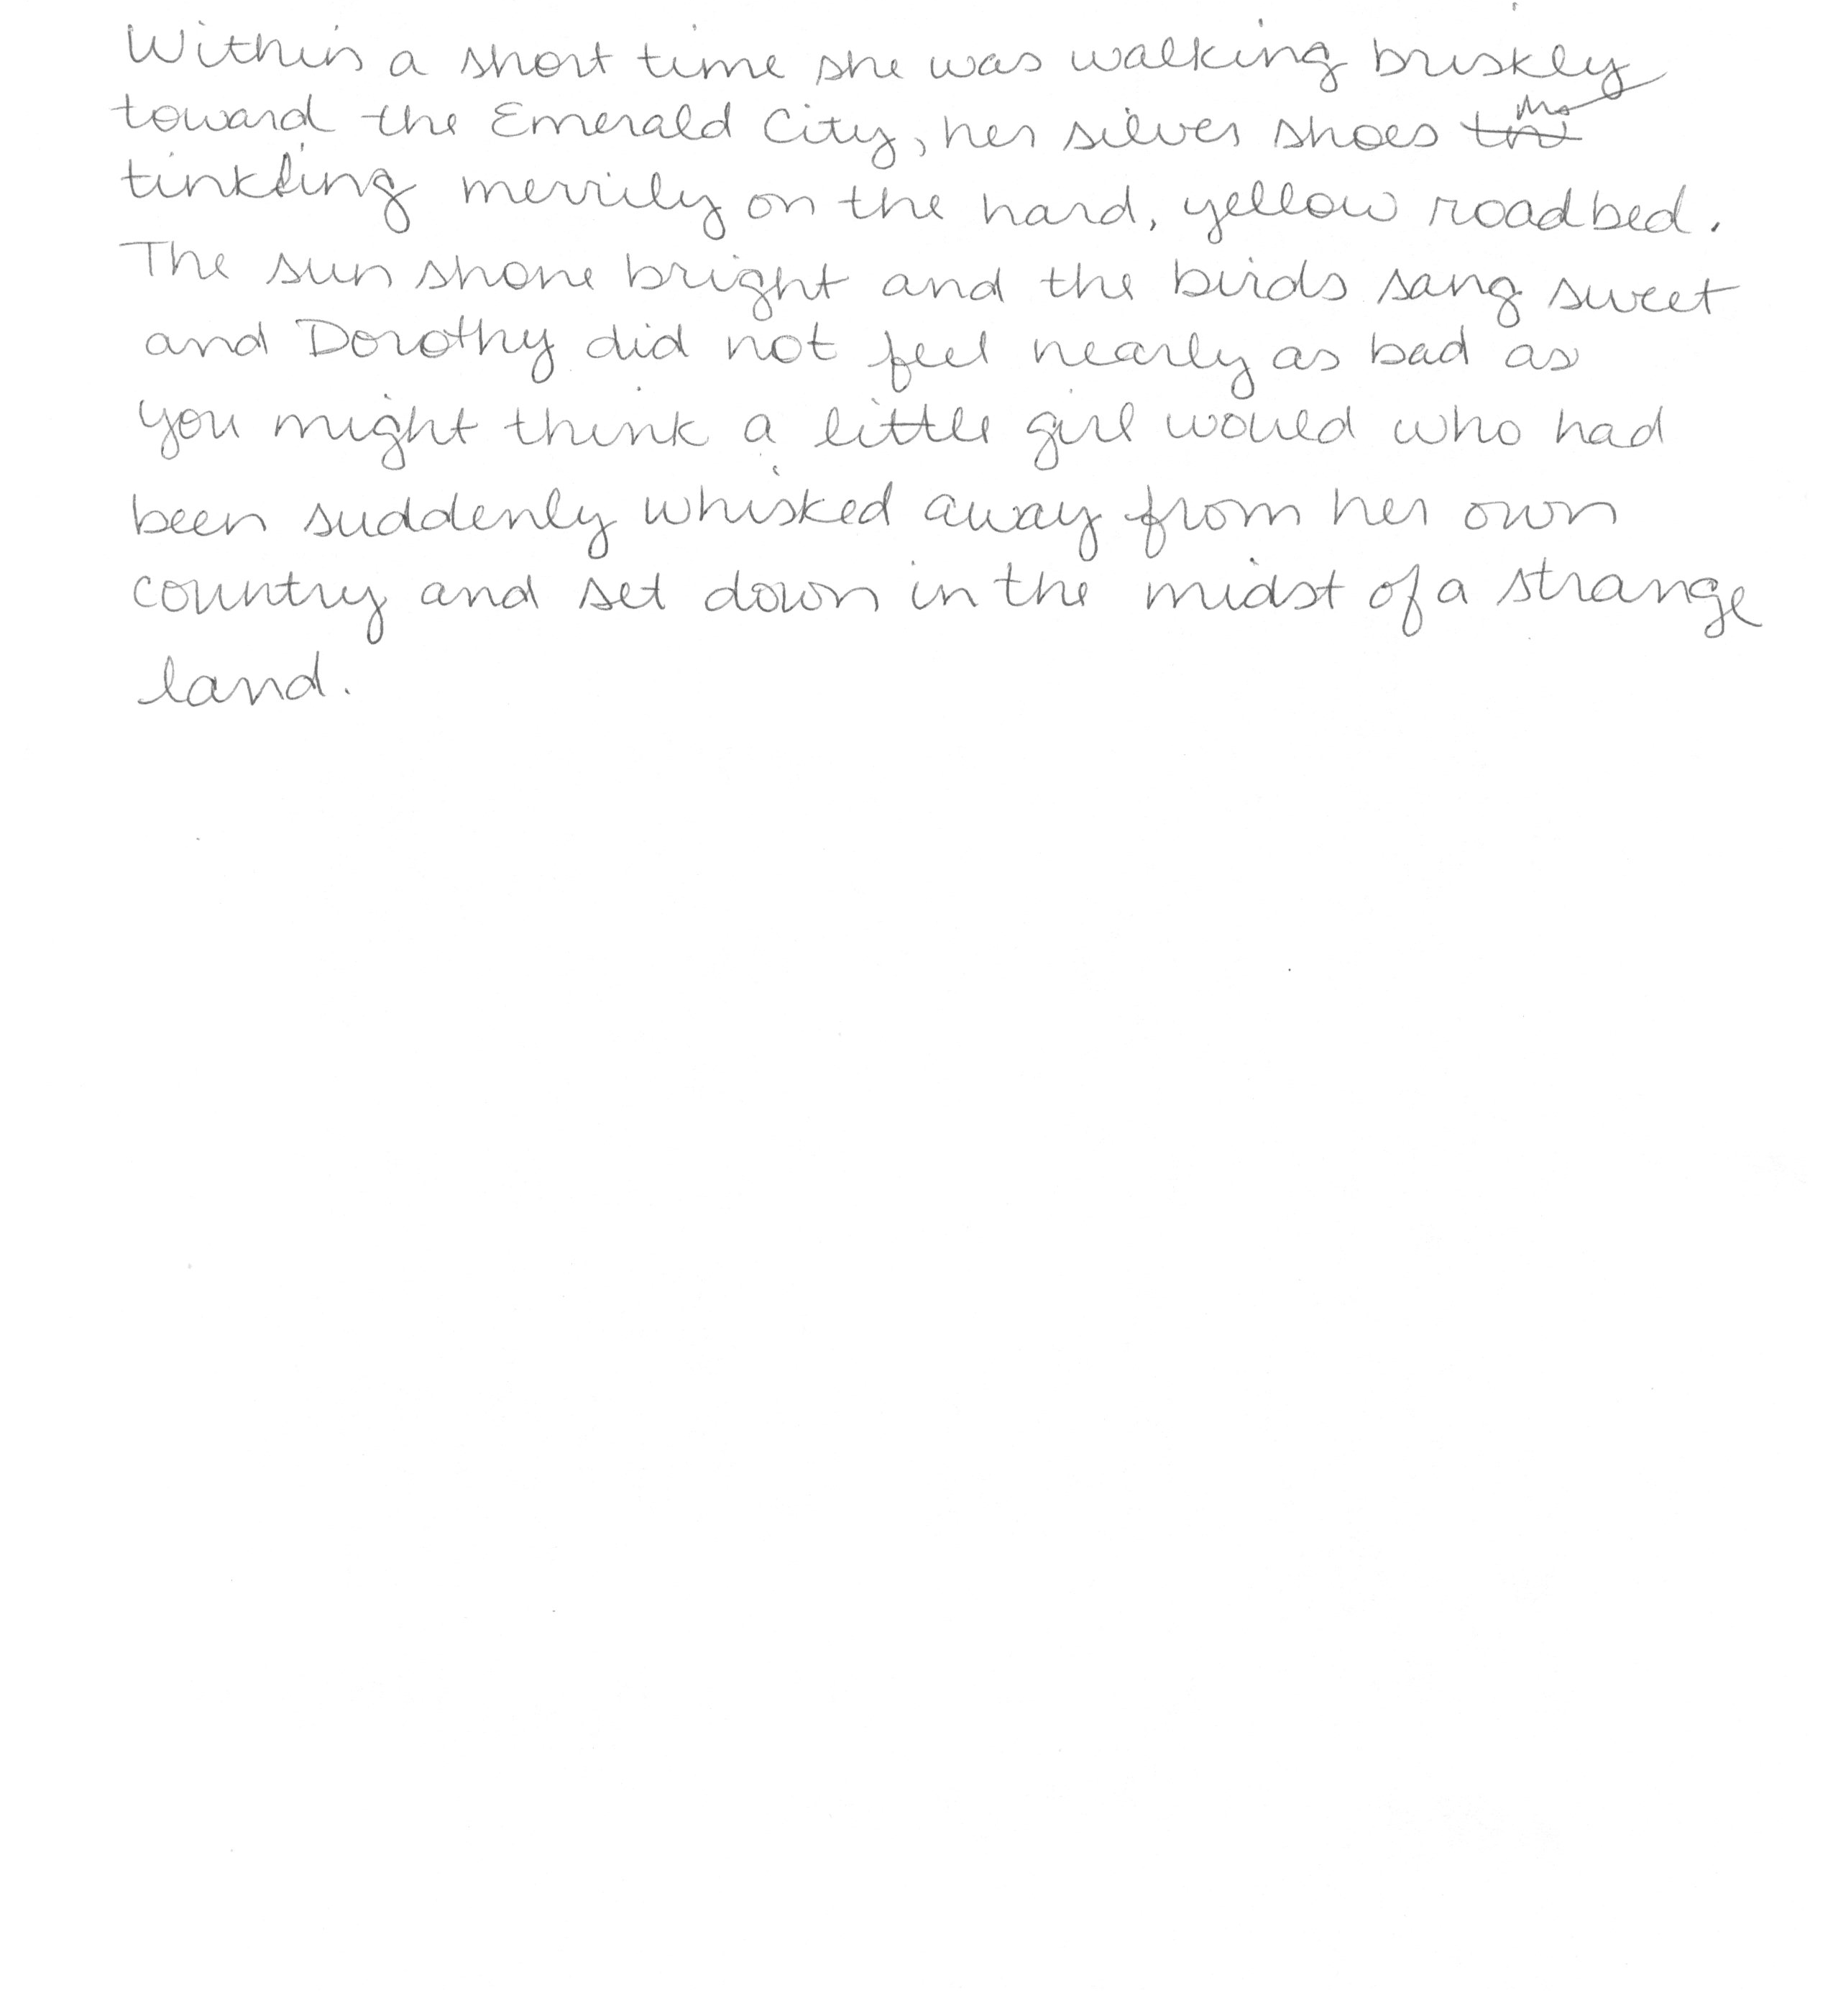 Within a short time she was walking briskly
toward the Emerald City, her silver shoes
tinkling merrily on the hard, yellow roadbed.
The sun shone bright and the birds sang sweet
and Dorothy did not feel nearly as bad as
you might think a little girl would who had
been suddenly whisked away from her own
country and set down in the midst of a strange
land.